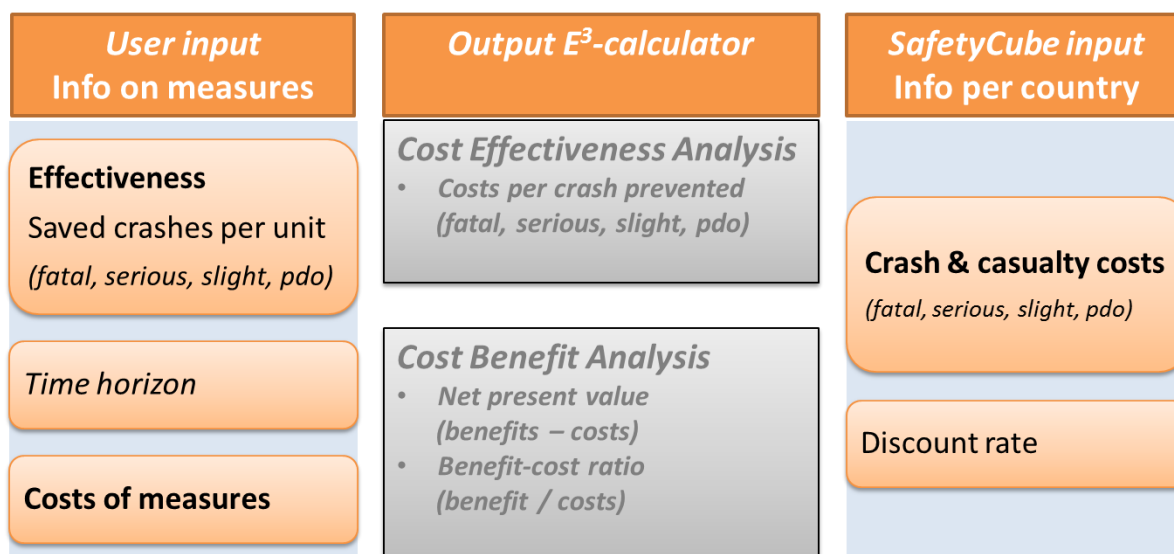 User input
Info on measures
Effectiveness
Saved crashes per unit
(fatal, serious, slight, pdo)
Time horizon
Costs of measures
Output E³-calculator
Cost Effectiveness Analysis
• Costs per crash prevented
(fatal, serious, slight, pdo)
Cost Benefit Analysis
• Net present value
(benefits – costs)
• Benefit-cost ratio
(benefit / costs)
SafetyCube input
Info per country
Crash & casualty costs
(fatal, serious, slight, pdo)
Discount rate